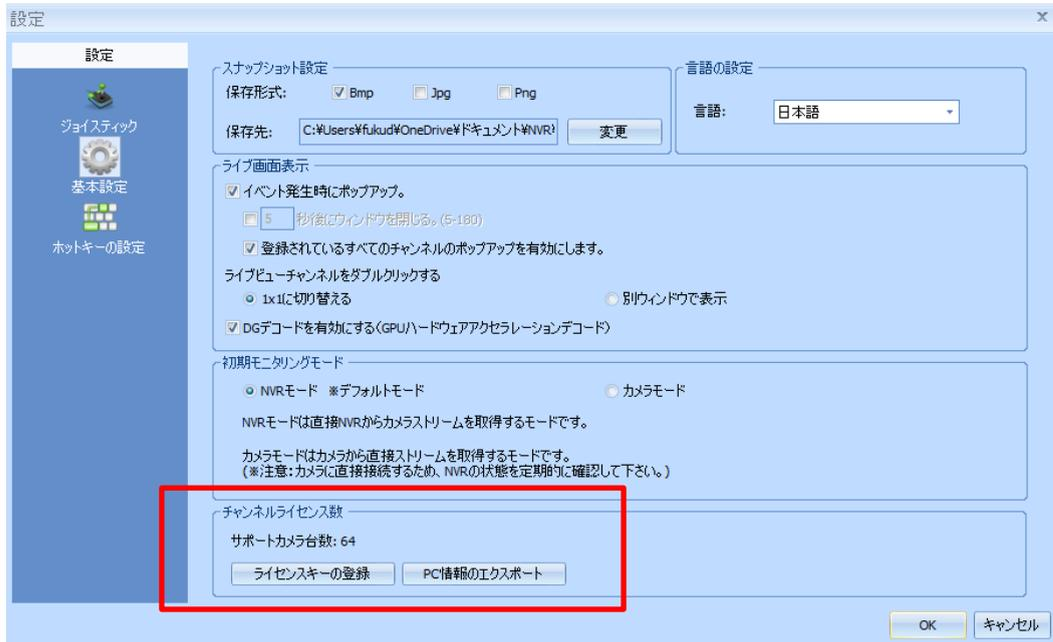 設定
設定
ジョイスティック
基本設定
ホットキーの設定
スナップショット設定
保存形式: Bmp Jpg Png
保存先: C:¥Users¥fukud¥OneDrive¥ドキュメント¥NVR 変更
言語の設定
言語: 日本語
ライブ画面表示
イベント発生時にポップアップ。
5 秒後にウィンドウを閉じる。(5-180)
登録されているすべてのチャンネルのポップアップを有効にします。
ライブビューチャンネルをダブルクリックする
1x1に切り替える 別ウィンドウで表示
DGデコードを有効にする(GPUハードウェアアクセラレーションデコード)
初期モニタリングモード
NVRモード ※デフォルトモード カメラモード
NVRモードは直接NVRからカメラストリームを取得するモードです。
カメラモードはカメラから直接ストリームを取得するモードです。
(※注意:カメラに直接接続するため、NVRの状態を定期的に確認して下さい。)
チャンネルライセンス数
サポートカメラ台数: 64
ライセンスキーの登録 PC情報のエクスポート
OK キャンセル